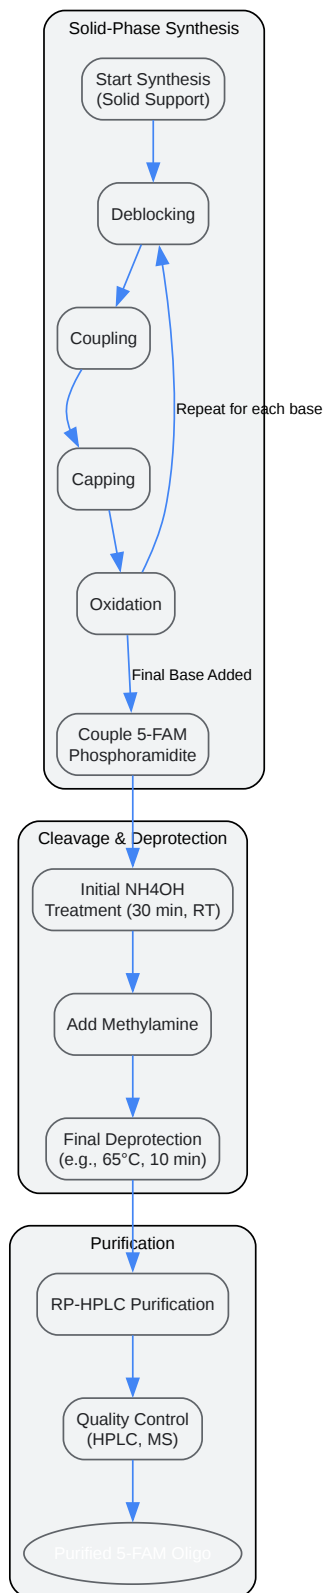 Solid-Phase Synthesis
Start Synthesis
(Solid Support)
Deblocking
Coupling
Repeat for each base
Capping
Oxidation
Final Base Added
Couple 5-FAM
Phosphoramidite
Cleavage & Deprotection
Initial NH4OH
Treatment (30 min, RT)
Add Methylamine
Final Deprotection
(e.g., 65°C, 10 min)
Purification
RP-HPLC Purification
Quality Control
(HPLC, MS)
Purified 5-FAM Oligo